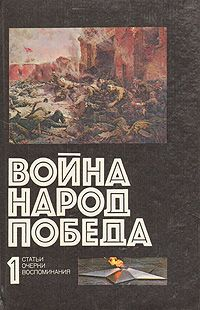 ВОЙНА
НАРОД
ПОБЕДА
1
СТАТЬИ
ОЧЕРКИ
ВОСПОМИНАНИЯ